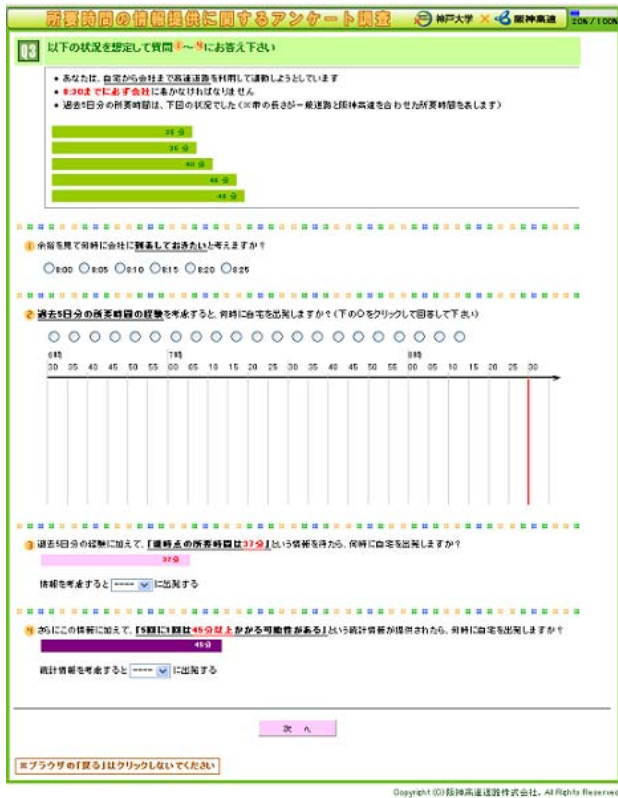 所要時間の情報提供に関するアンケート調査 神戸大学 × 阪神高速 20%/100%
Q3 以下の状況を想定して質問1~4にお答え下さい
• あなたは、自宅から会社まで高速道路を利用して通勤しようとしています
• 8:30までに必ず会社に着かなければなりません
• 過去5日分の所要時間は、下図の状況でした(※帯の長さが一般道路と阪神高速を合わせた所要時間を表します)
35 分
36 分
40 分
46 分
48 分
1 余裕を見て何時に会社に到着しておきたいと考えますか?
8:00 8:05 8:10 8:15 8:20 8:25
2 過去5日分の所要時間の経験を考慮すると、何時に自宅を出発しますか?(下の○をクリックして回答して下さい)
6時 7時 8時
30 35 40 45 50 55 00 05 10 15 20 25 30 35 40 45 50 55 00 05 10 15 20 25 30
3 過去5日分の経験に加えて、「現時点の所要時間は37分」という情報を得たら、何時に自宅を出発しますか?
37分
情報を考慮すると ---- に出発する
4 さらにこの情報に加えて、「5回に1回は45分以上かかる可能性がある」という統計情報が提供されたら、何時に自宅を出発しますか?
45分
統計情報を考慮すると ---- に出発する
次 へ
※ブラウザの「戻る」はクリックしないでください
Copyright (C) 阪神高速道路株式会社, All Rights Reserved